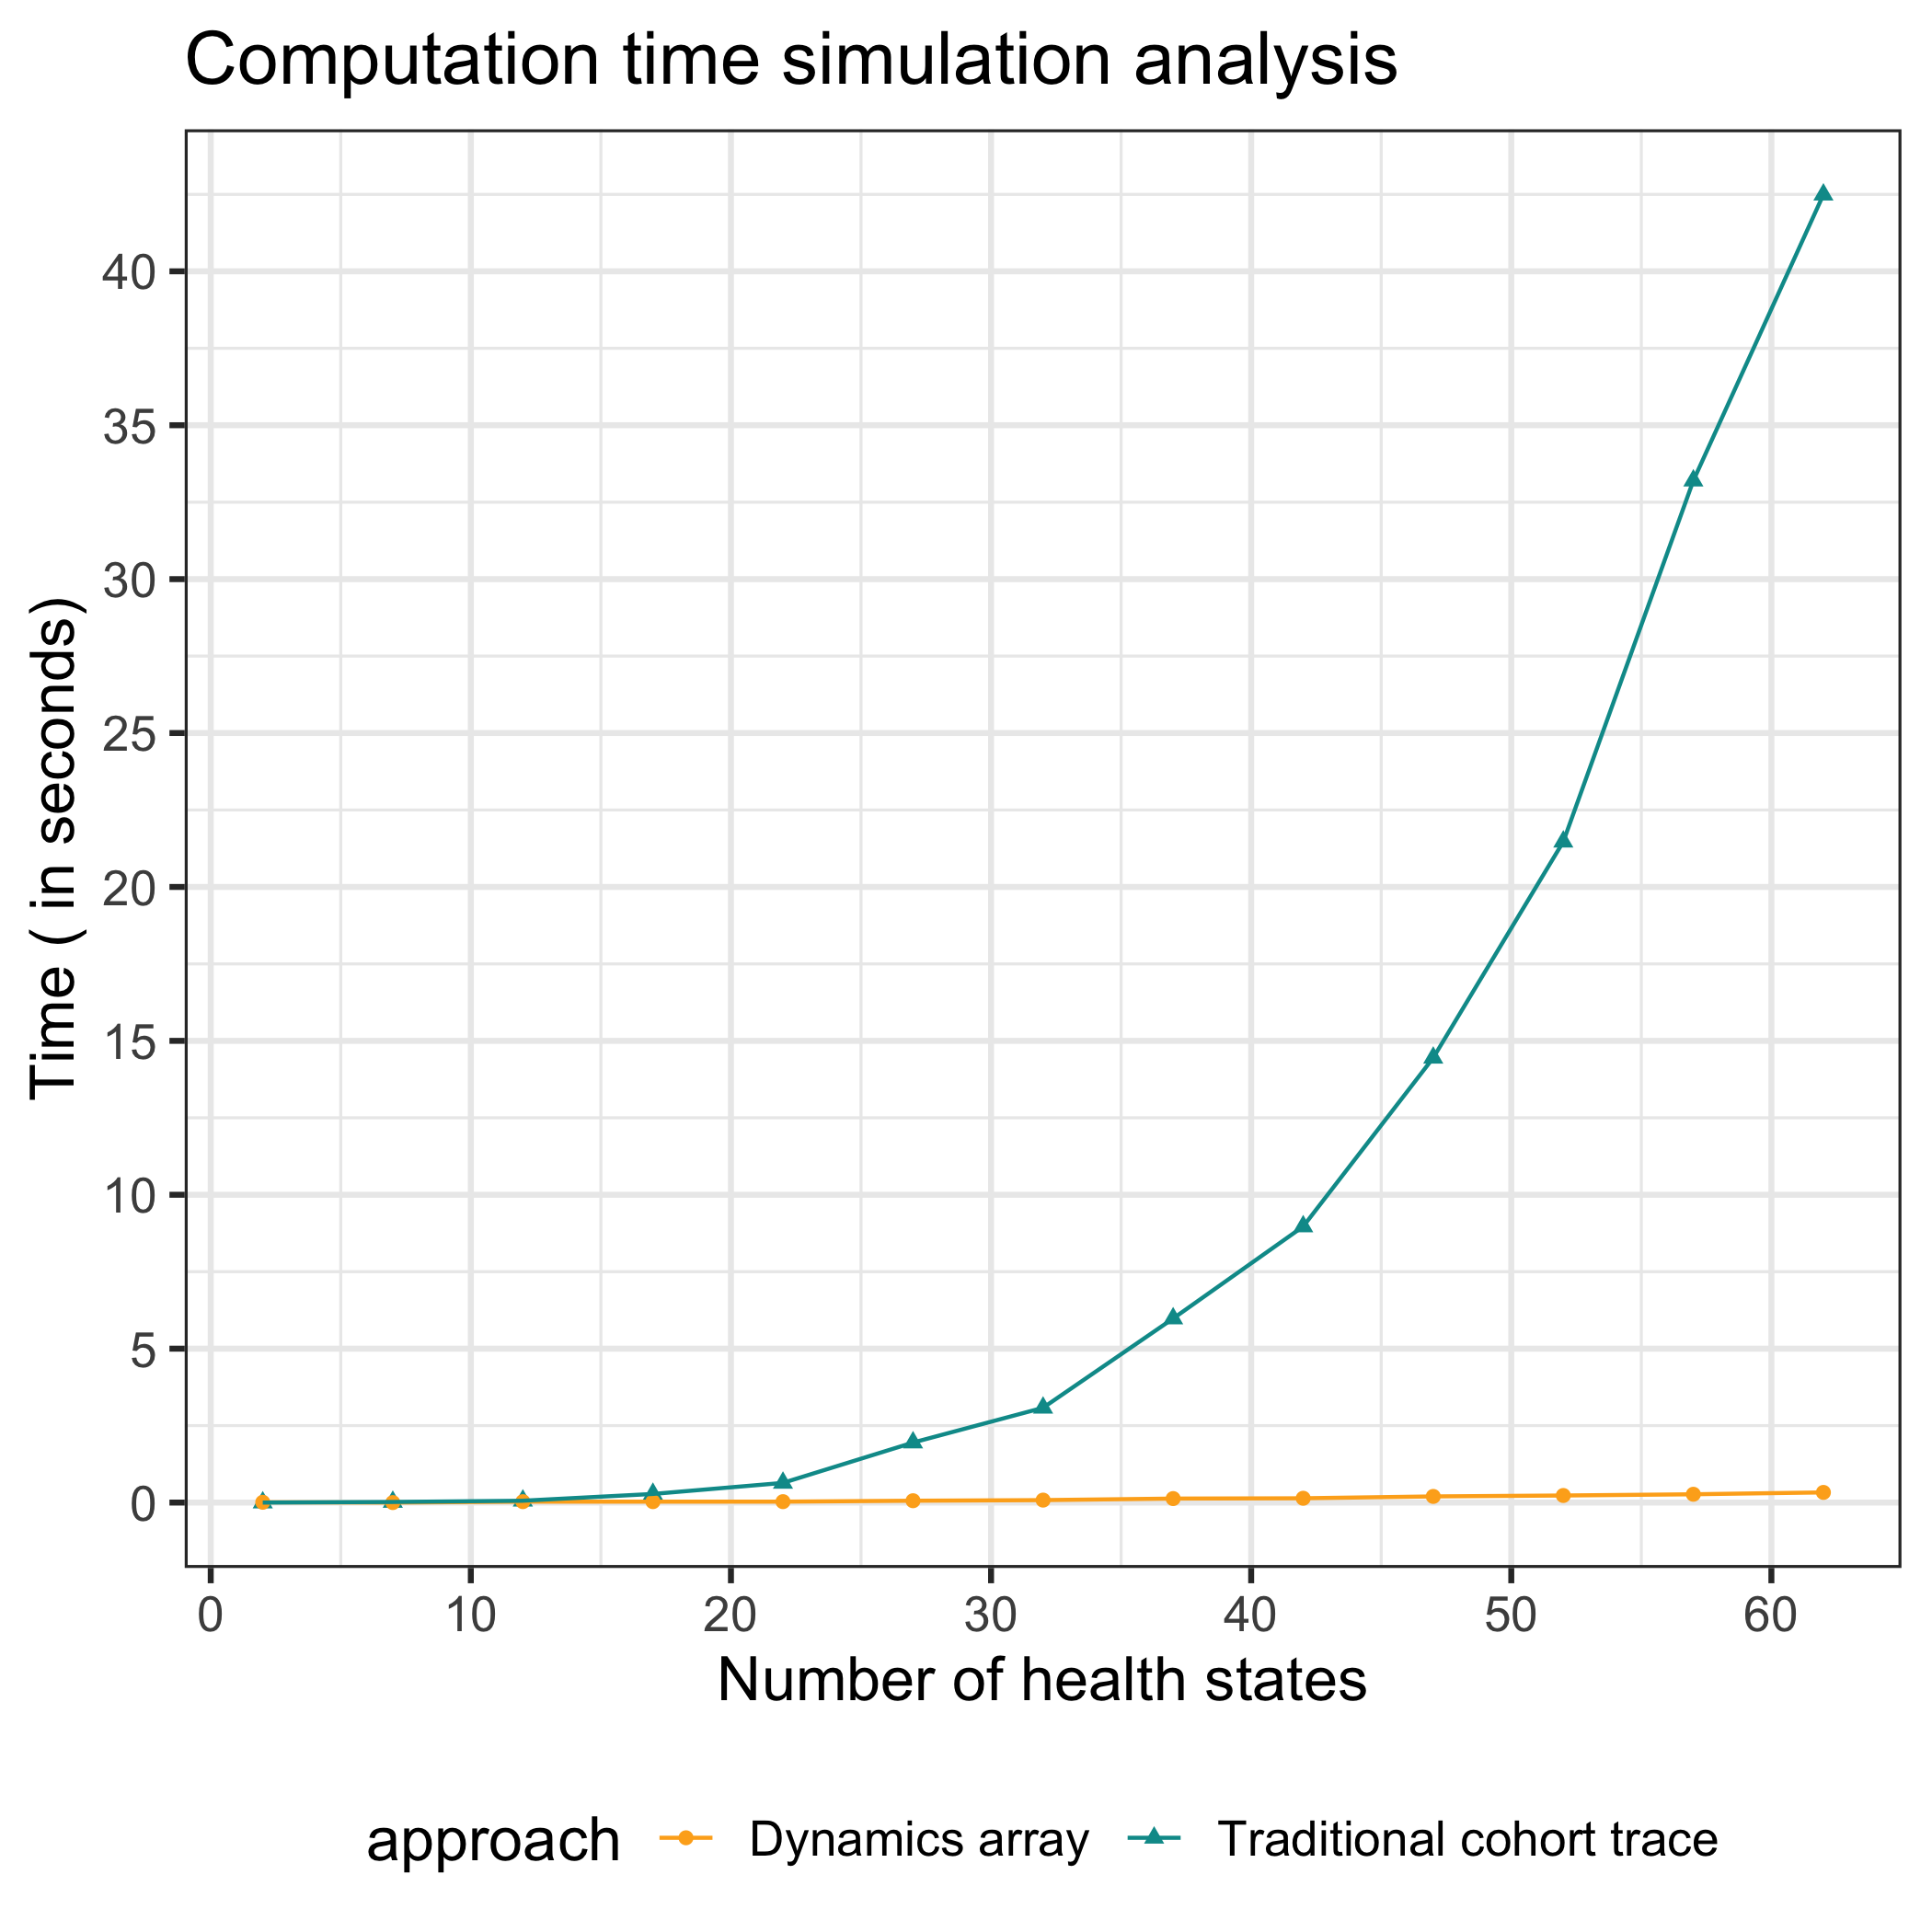 Computation time simulation analysis
Time ( in seconds)
40
35
30
25
20
15
10
5
0
0 10 20 30 40 50 60
Number of health states
approach Dynamics array Traditional cohort trace